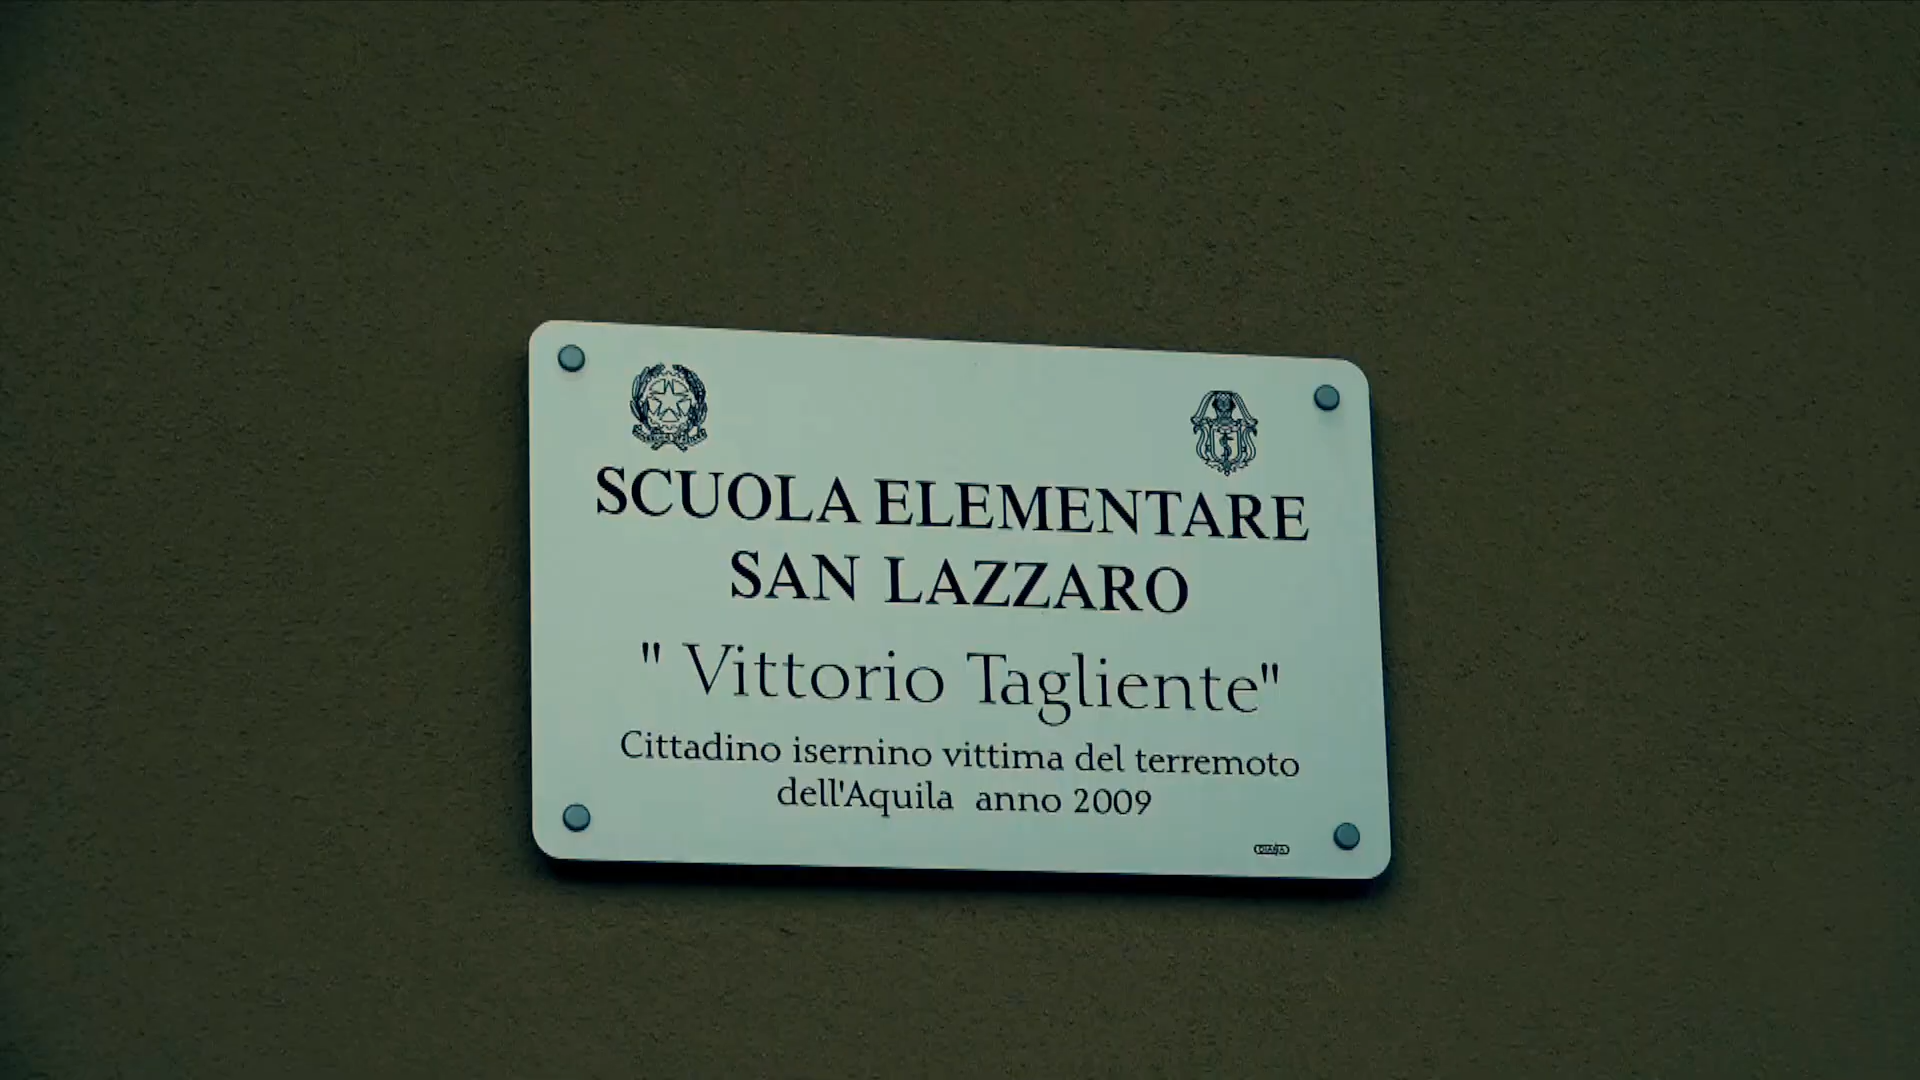 SCUOLA ELEMENTARE
SAN LAZZARO
" Vittorio Tagliente"
Cittadino isernino vittima del terremoto
dell'Aquila anno 2009